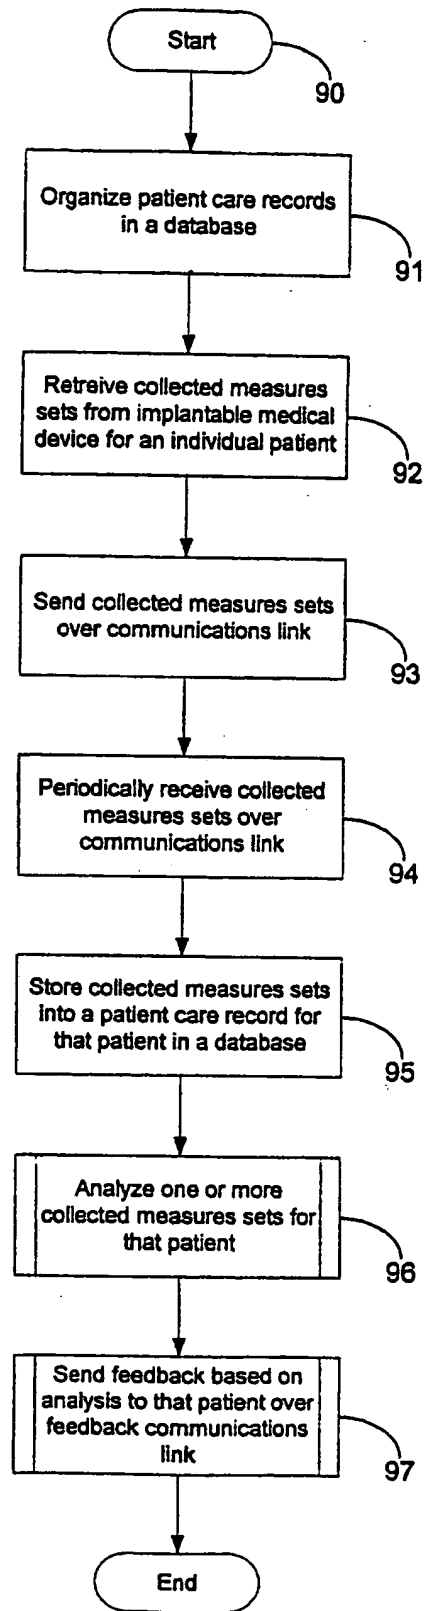 Start
90
Organize patient care records
in a database
91
Retreive collected measures
sets from implantable medical
device for an individual patient
92
Send collected measures sets
over communications link
93
Periodically receive collected
measures sets over
communications link
94
Store collected measures sets
into a patient care record for
that patient in a database
95
Analyze one or more
collected measures sets for
that patient
96
Send feedback based on
analysis to that patient over
feedback communications
link
97
End